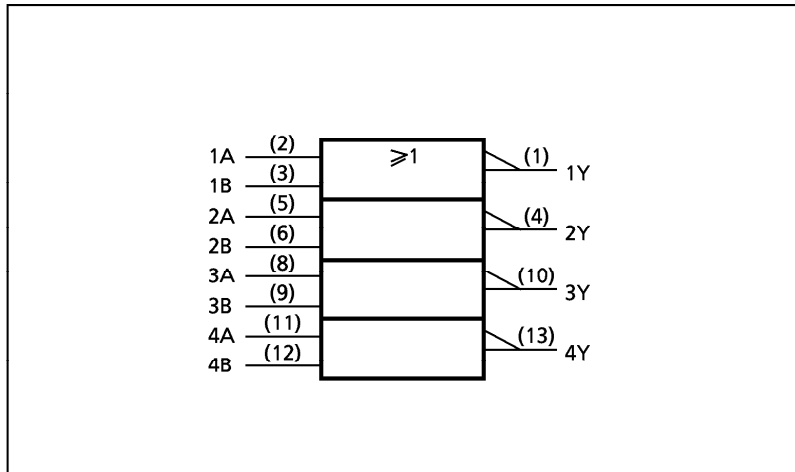 1A (2) ⩾1 (1) 1Y
1B (3)
2A (5) (4) 2Y
2B (6)
3A (8) (10) 3Y
3B (9)
4A (11) (13) 4Y
4B (12)